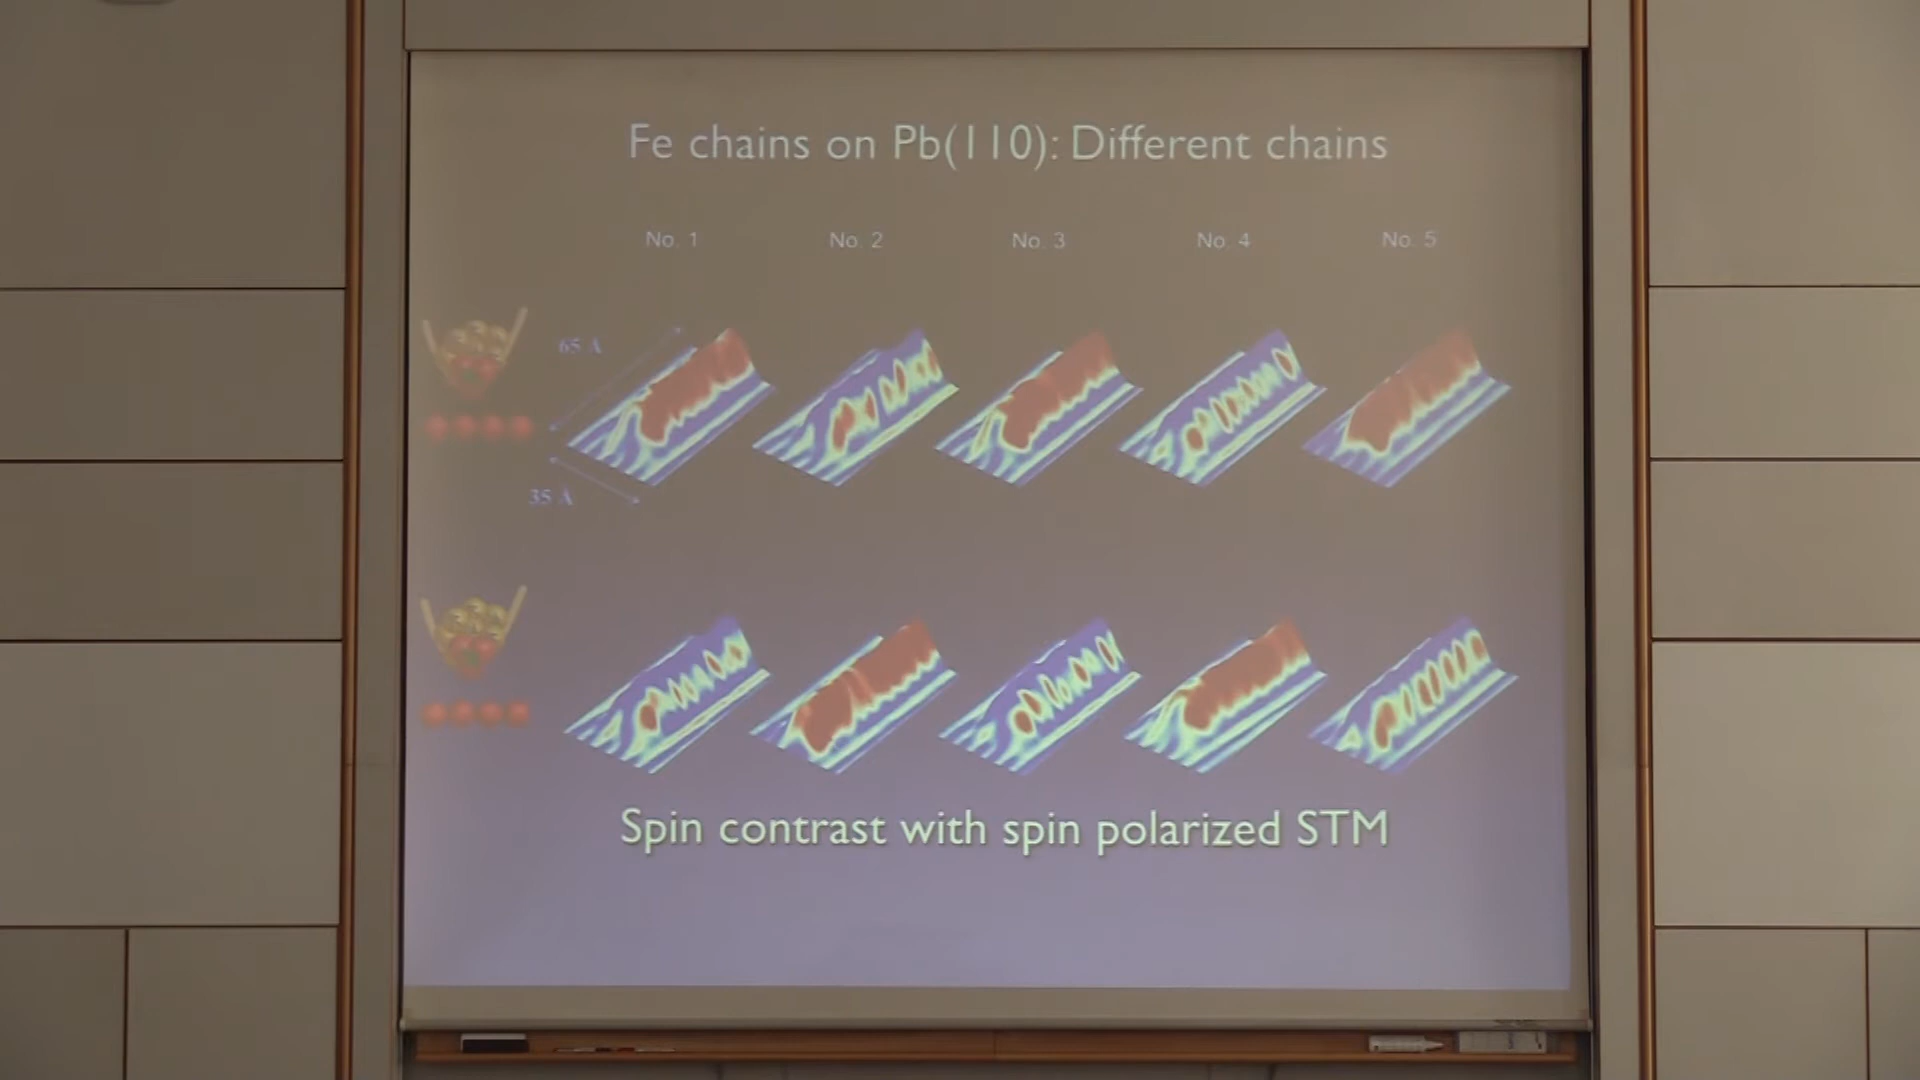 Fe chains on Pb(110): Different chains
No. 1 No. 2 No. 3 No. 4 No. 5
65 Å
35 Å
Spin contrast with spin polarized STM